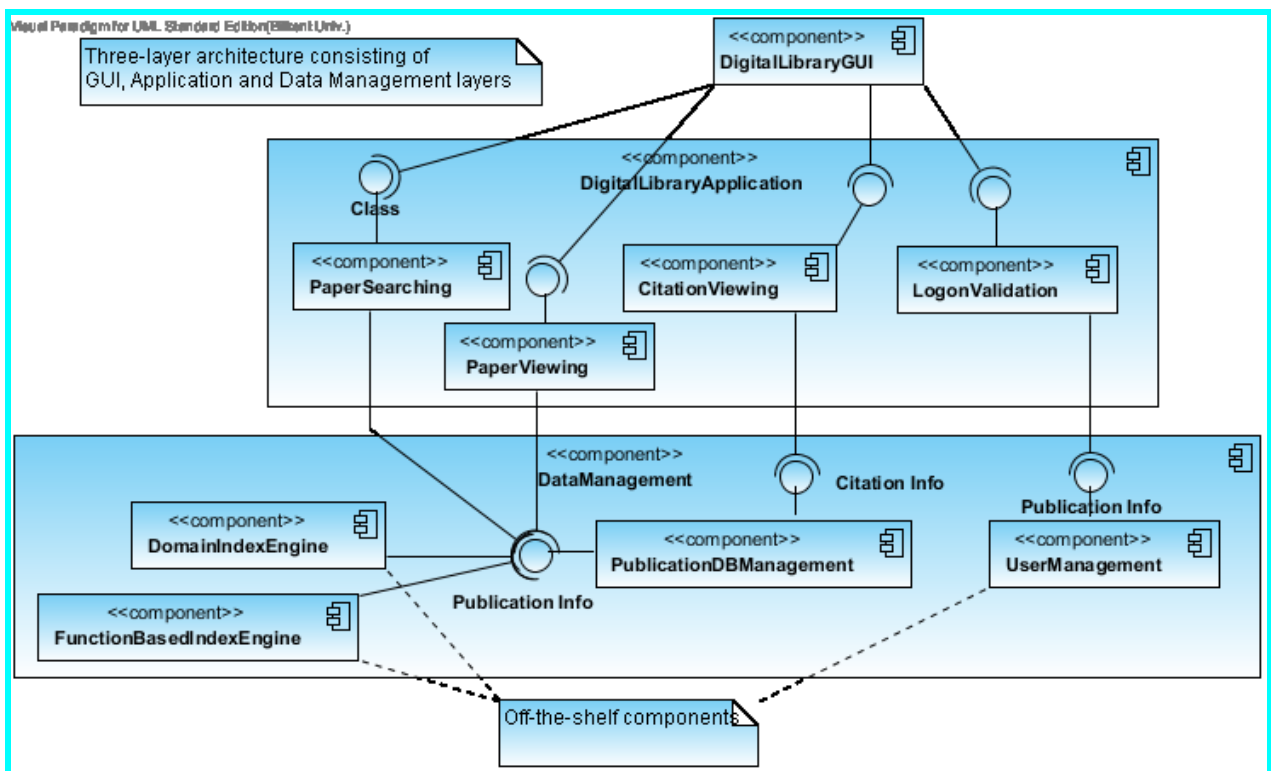 Visual Paradigm for UML Standard Edition(Bilkent Univ.)
Three-layer architecture consisting of
GUI, Application and Data Management layers
<<component>>
DigitalLibraryGUI
<<component>>
DigitalLibraryApplication
Class
<<component>>
PaperSearching
<<component>>
CitationViewing
<<component>>
LogonValidation
<<component>>
PaperViewing
<<component>>
DataManagement
Citation Info
Publication Info
<<component>>
DomainIndexEngine
<<component>>
PublicationDBManagement
<<component>>
UserManagement
Publication Info
<<component>>
FunctionBasedIndexEngine
Off-the-shelf components